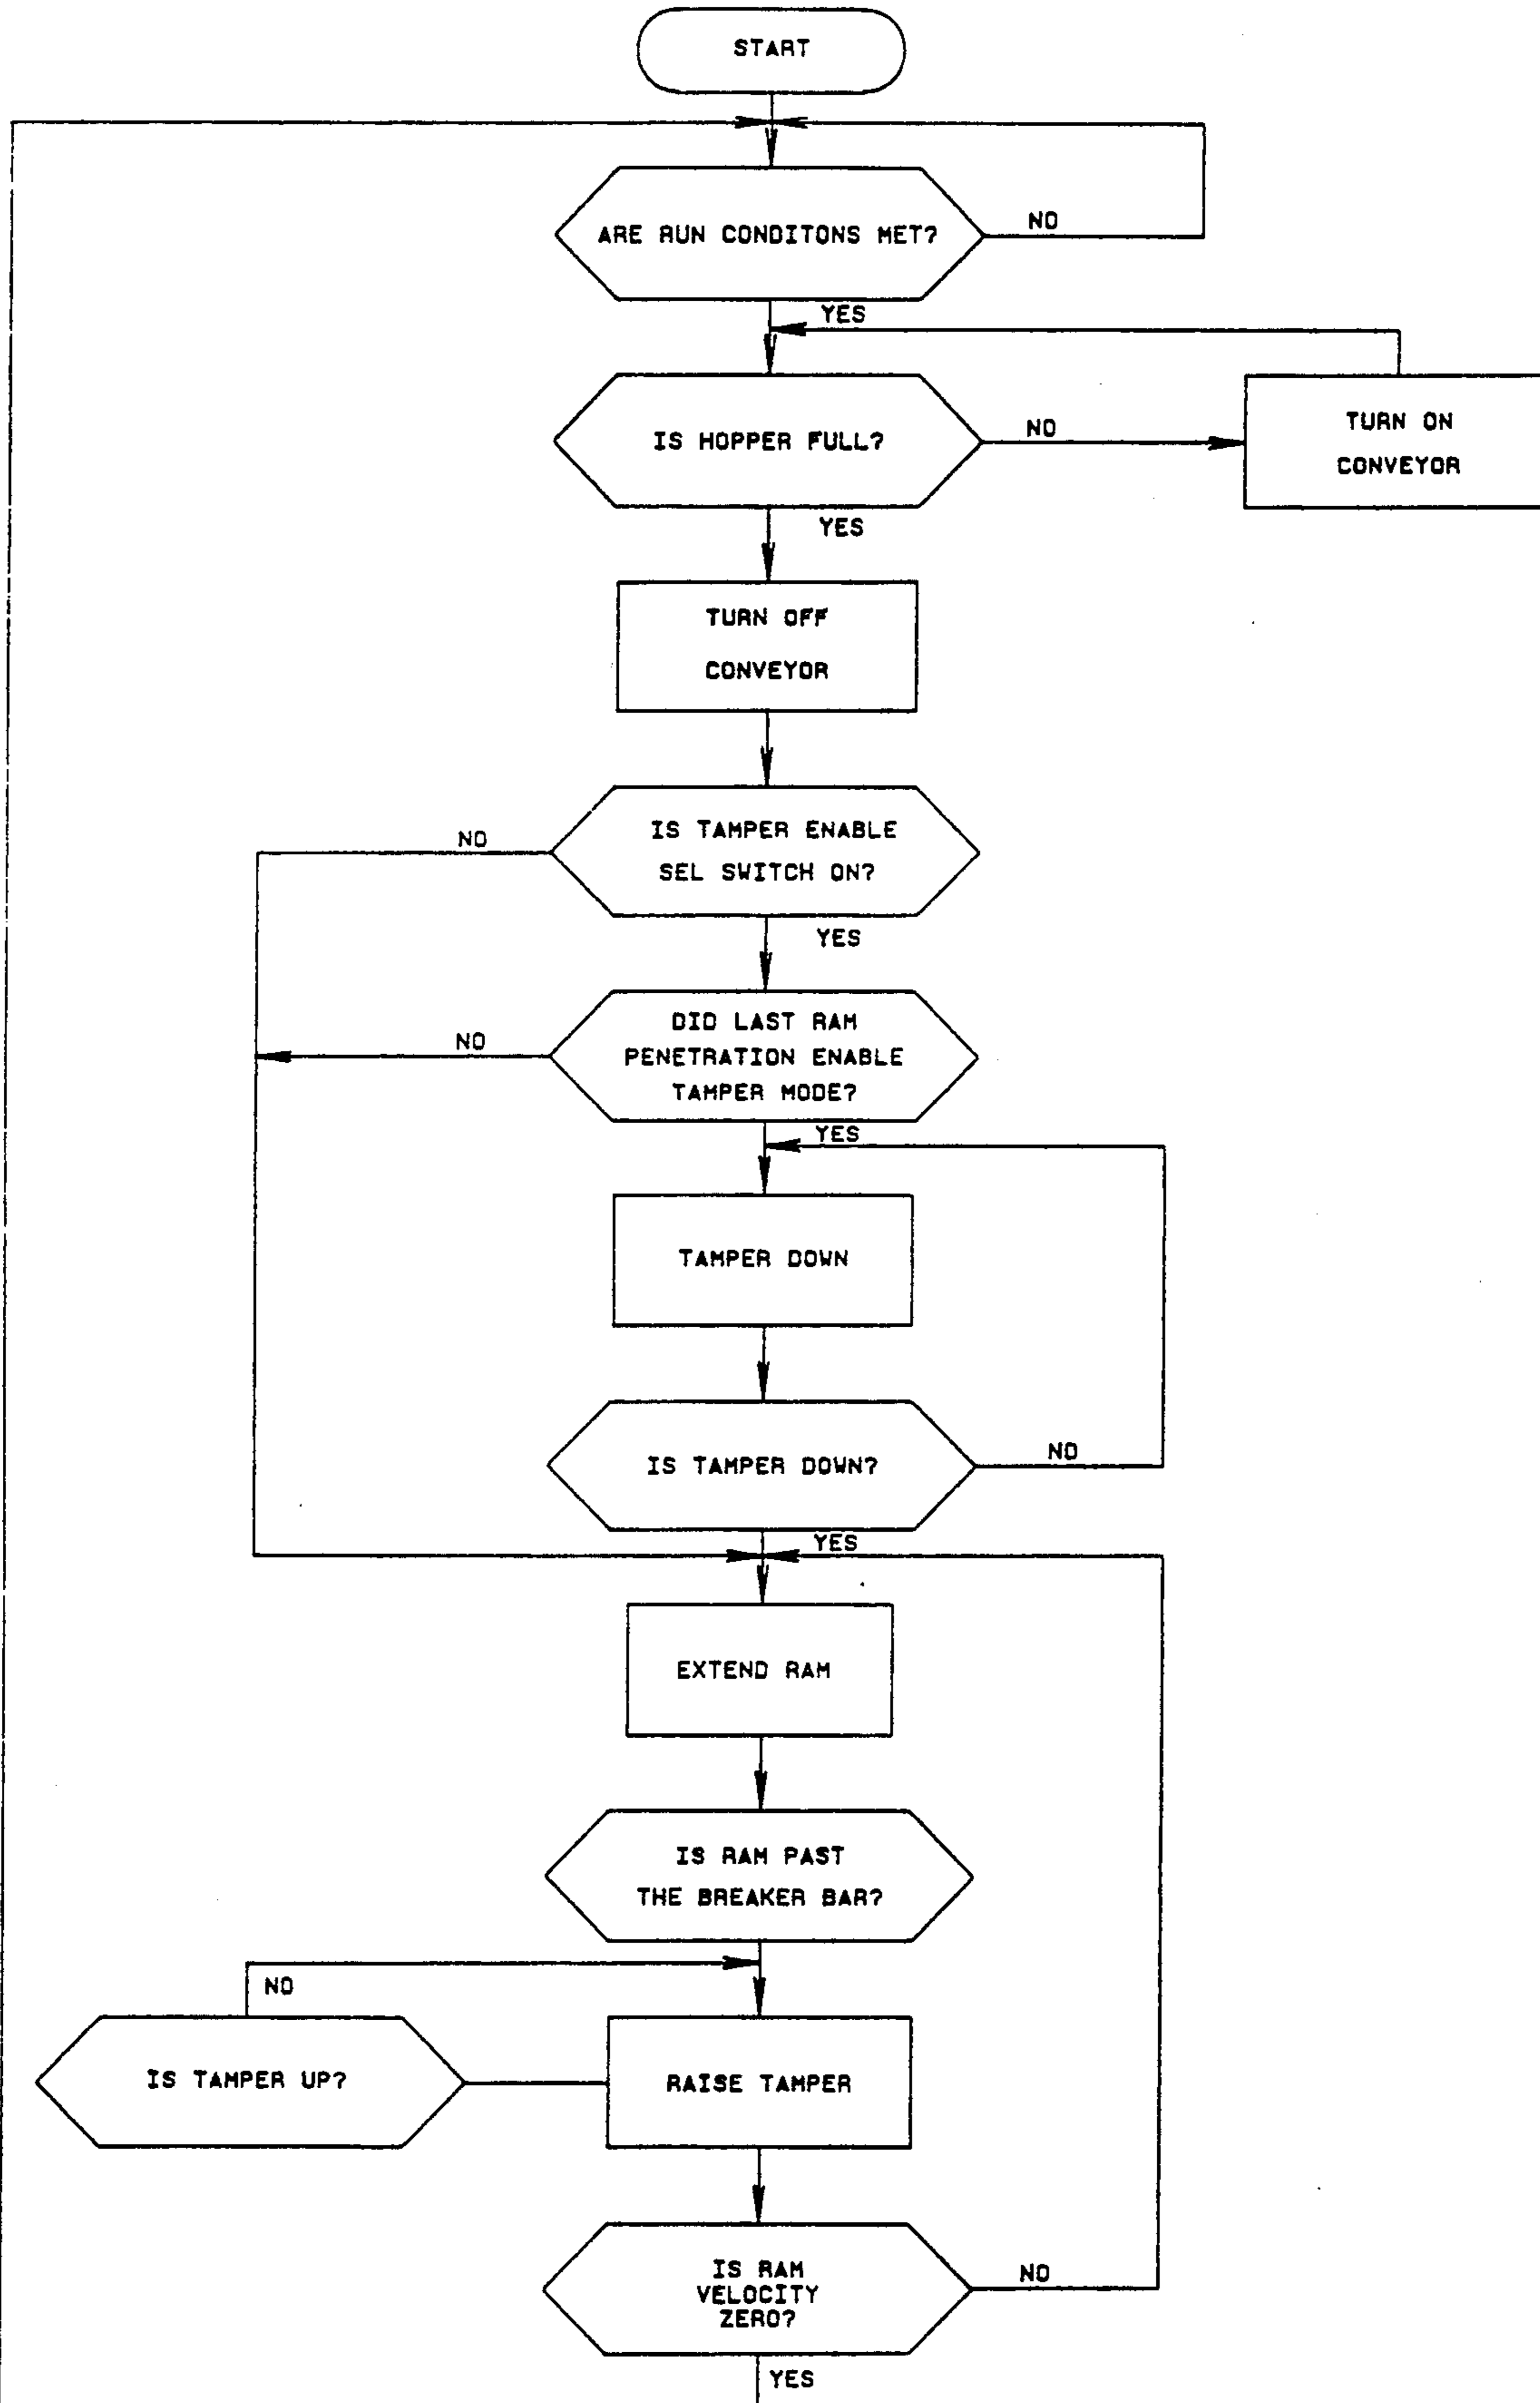 START
ARE RUN CONDITONS MET?
NO
YES
IS HOPPER FULL?
NO
TURN ON
CONVEYOR
YES
TURN OFF
CONVEYOR
IS TAMPER ENABLE
SEL SWITCH ON?
NO
YES
DID LAST RAM
PENETRATION ENABLE
TAMPER MODE?
NO
YES
TAMPER DOWN
IS TAMPER DOWN?
NO
YES
EXTEND RAM
IS RAM PAST
THE BREAKER BAR?
NO
IS TAMPER UP?
RAISE TAMPER
IS RAM
VELOCITY
ZERO?
NO
YES